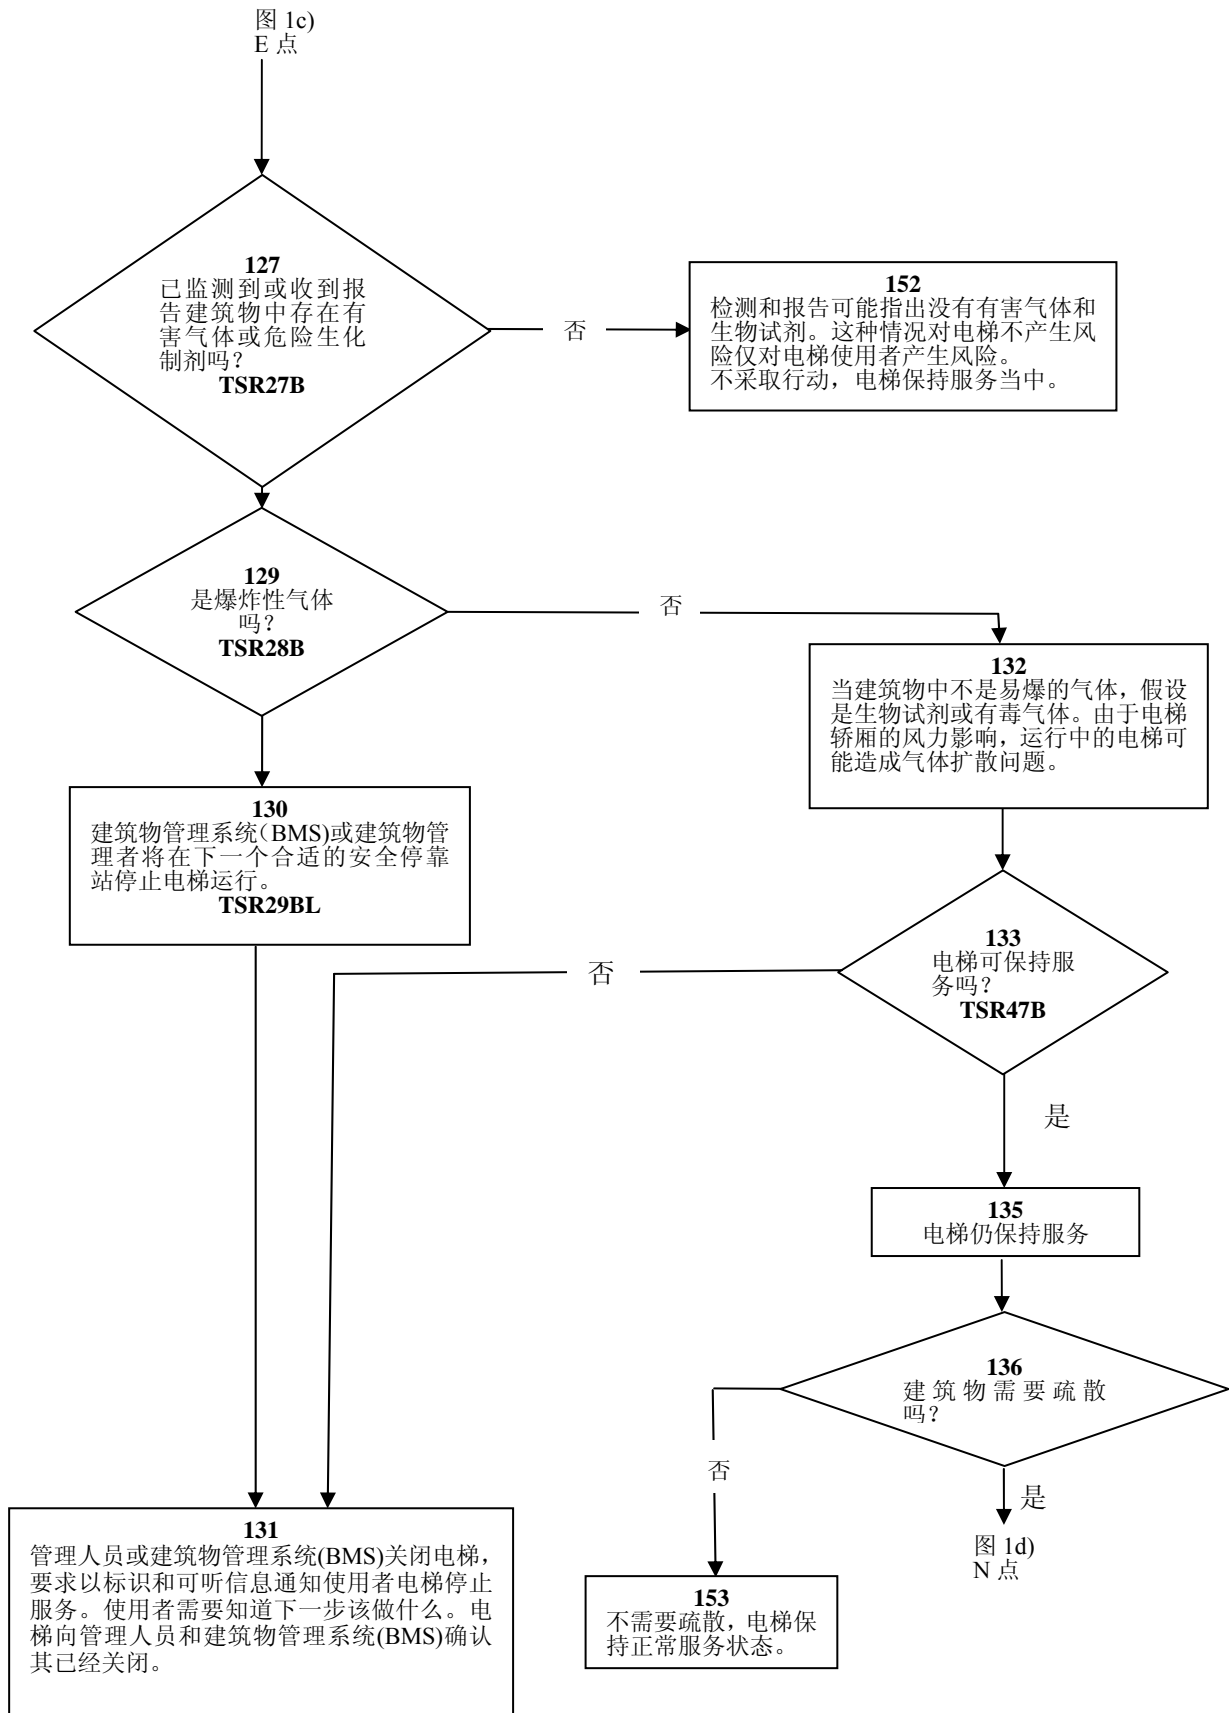 图 1c)
E 点
127
已监测到或收到报
告建筑物中存在有
害气体或危险生化
制剂吗？
TSR27B
否
152
检测和报告可能指出没有有害气体和
生物试剂。这种情况对电梯不产生风
险仅对电梯使用者产生风险。
不采取行动，电梯保持服务当中。
129
是爆炸性气体
吗？
TSR28B
否
132
当建筑物中不是易爆的气体，假设
是生物试剂或有毒气体。由于电梯
轿厢的风力影响，运行中的电梯可
能造成气体扩散问题。
130
建筑物管理系统（BMS)或建筑物管
理者将在下一个合适的安全停靠
站停止电梯运行。
TSR29BL
133
电梯可保持服
务吗？
TSR47B
否
是
135
电梯仍保持服务
136
建筑物需要疏散
吗？
否
是
图 1d)
N 点
131
管理人员或建筑物管理系统(BMS)关闭电梯，
要求以标识和可听信息通知使用者电梯停止
服务。使用者需要知道下一步该做什么。电
梯向管理人员和建筑物管理系统(BMS)确认
其已经关闭。
153
不需要疏散，电梯保
持正常服务状态。